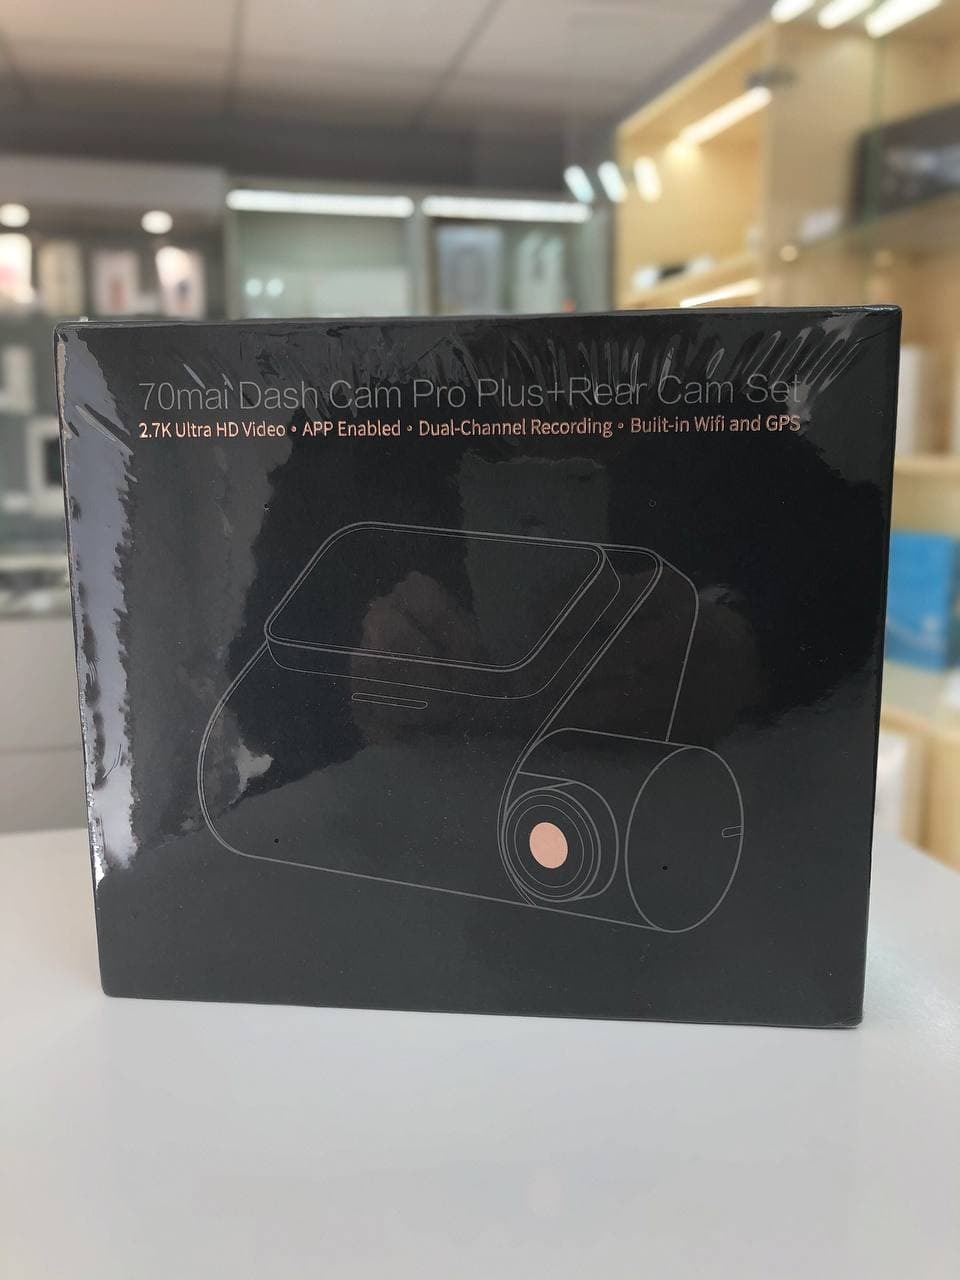 70mai Dash Cam Pro Plus+Rear Cam Set
2.7K Ultra HD Video • APP Enabled • Dual-Channel Recording • Built-in Wifi and GPS